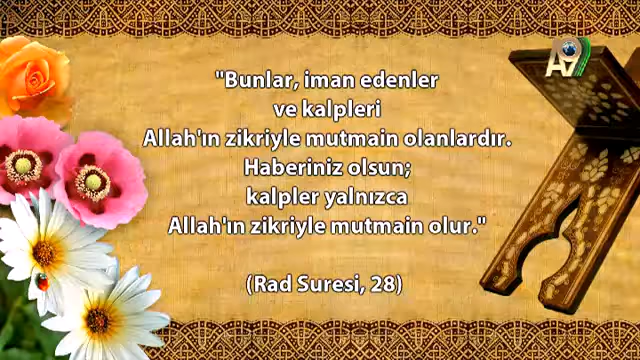 A9
"Bunlar, iman edenler
ve kalpleri
Allah'ın zikriyle mutmain olanlardır.
Haberiniz olsun;
kalpler yalnızca
Allah'ın zikriyle mutmain olur."
(Rad Suresi, 28)